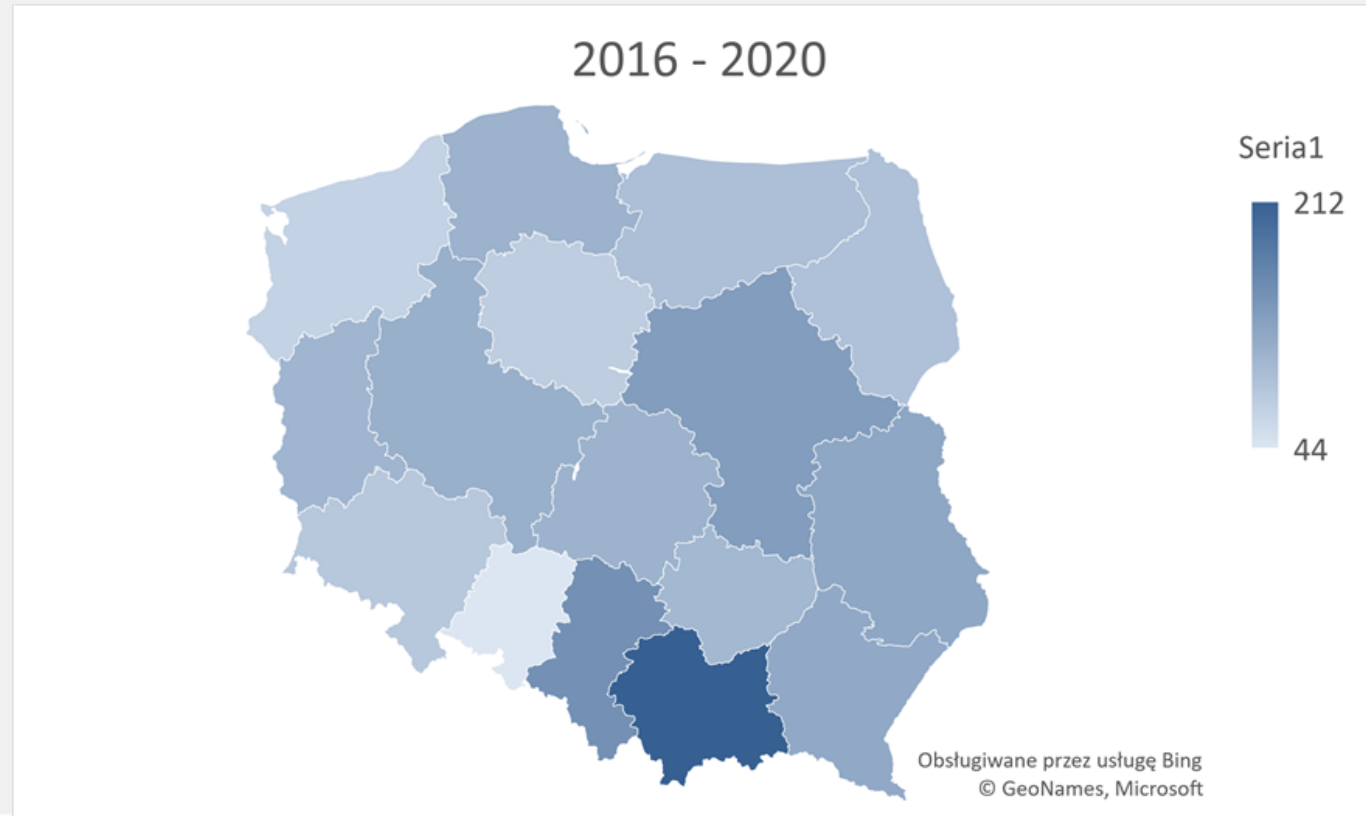 2016 - 2020
Seria1
212
44
Obsługiwane przez usługę Bing
© GeoNames, Microsoft